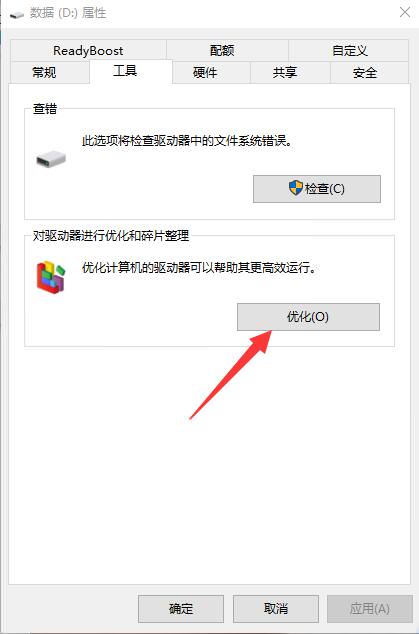 数据 (D:) 属性
ReadyBoost 配额 自定义
常规 工具 硬件 共享 安全
查错
此选项将检查驱动器中的文件系统错误。
检查(C)
对驱动器进行优化和碎片整理
优化计算机的驱动器可以帮助其更高效运行。
优化(O)
确定 取消 应用(A)